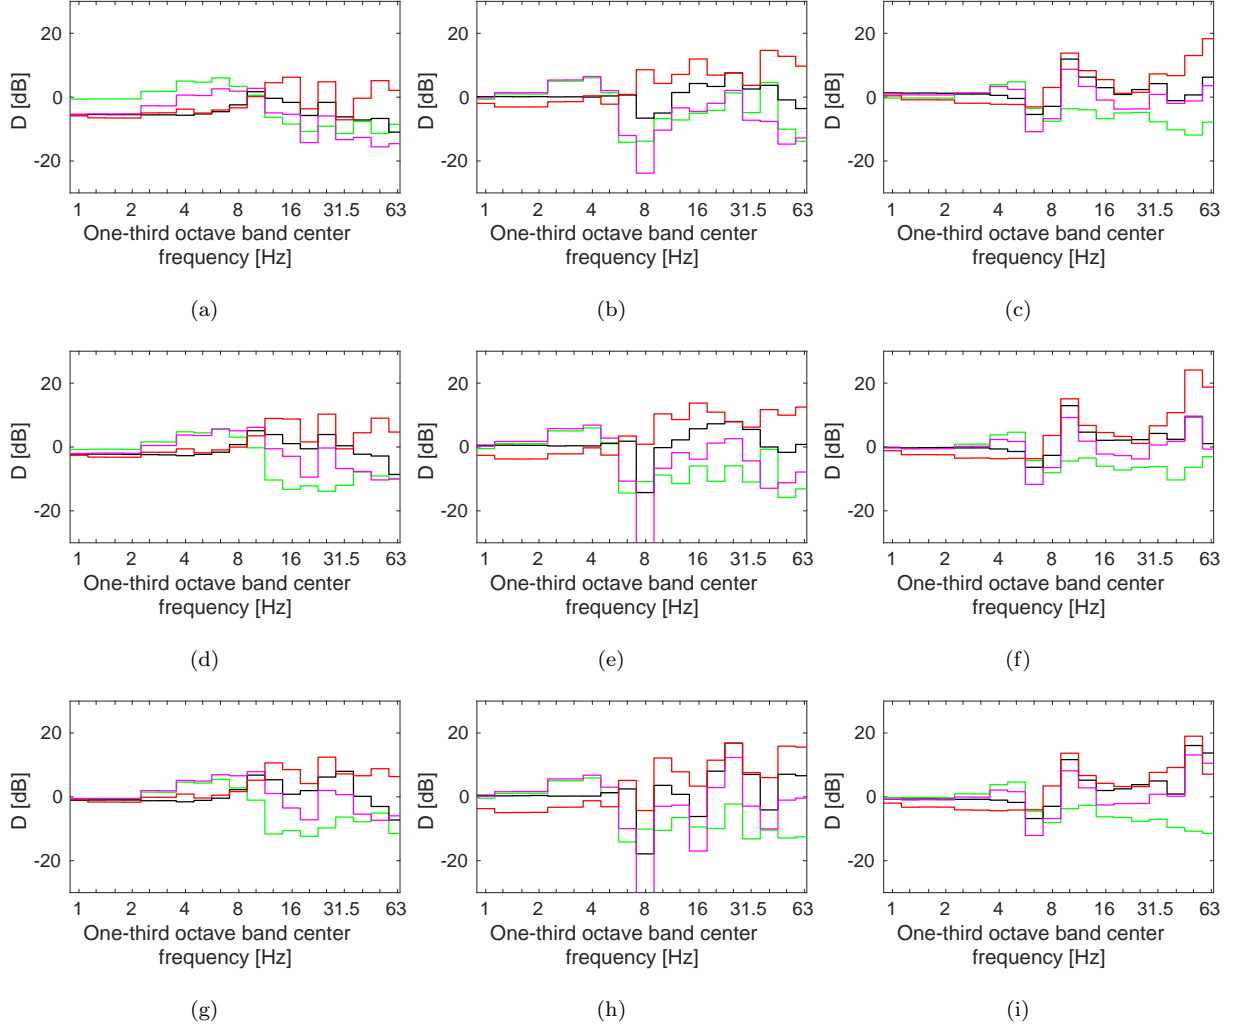 20
0
-20
D [dB]
1 2 4 8 16 31.5 63
One-third octave band center
frequency [Hz]
(a)
20
0
-20
D [dB]
1 2 4 8 16 31.5 63
One-third octave band center
frequency [Hz]
(b)
20
0
-20
D [dB]
1 2 4 8 16 31.5 63
One-third octave band center
frequency [Hz]
(c)
20
0
-20
D [dB]
1 2 4 8 16 31.5 63
One-third octave band center
frequency [Hz]
(d)
20
0
-20
D [dB]
1 2 4 8 16 31.5 63
One-third octave band center
frequency [Hz]
(e)
20
0
-20
D [dB]
1 2 4 8 16 31.5 63
One-third octave band center
frequency [Hz]
(f)
20
0
-20
D [dB]
1 2 4 8 16 31.5 63
One-third octave band center
frequency [Hz]
(g)
20
0
-20
D [dB]
1 2 4 8 16 31.5 63
One-third octave band center
frequency [Hz]
(h)
20
0
-20
D [dB]
1 2 4 8 16 31.5 63
One-third octave band center
frequency [Hz]
(i)